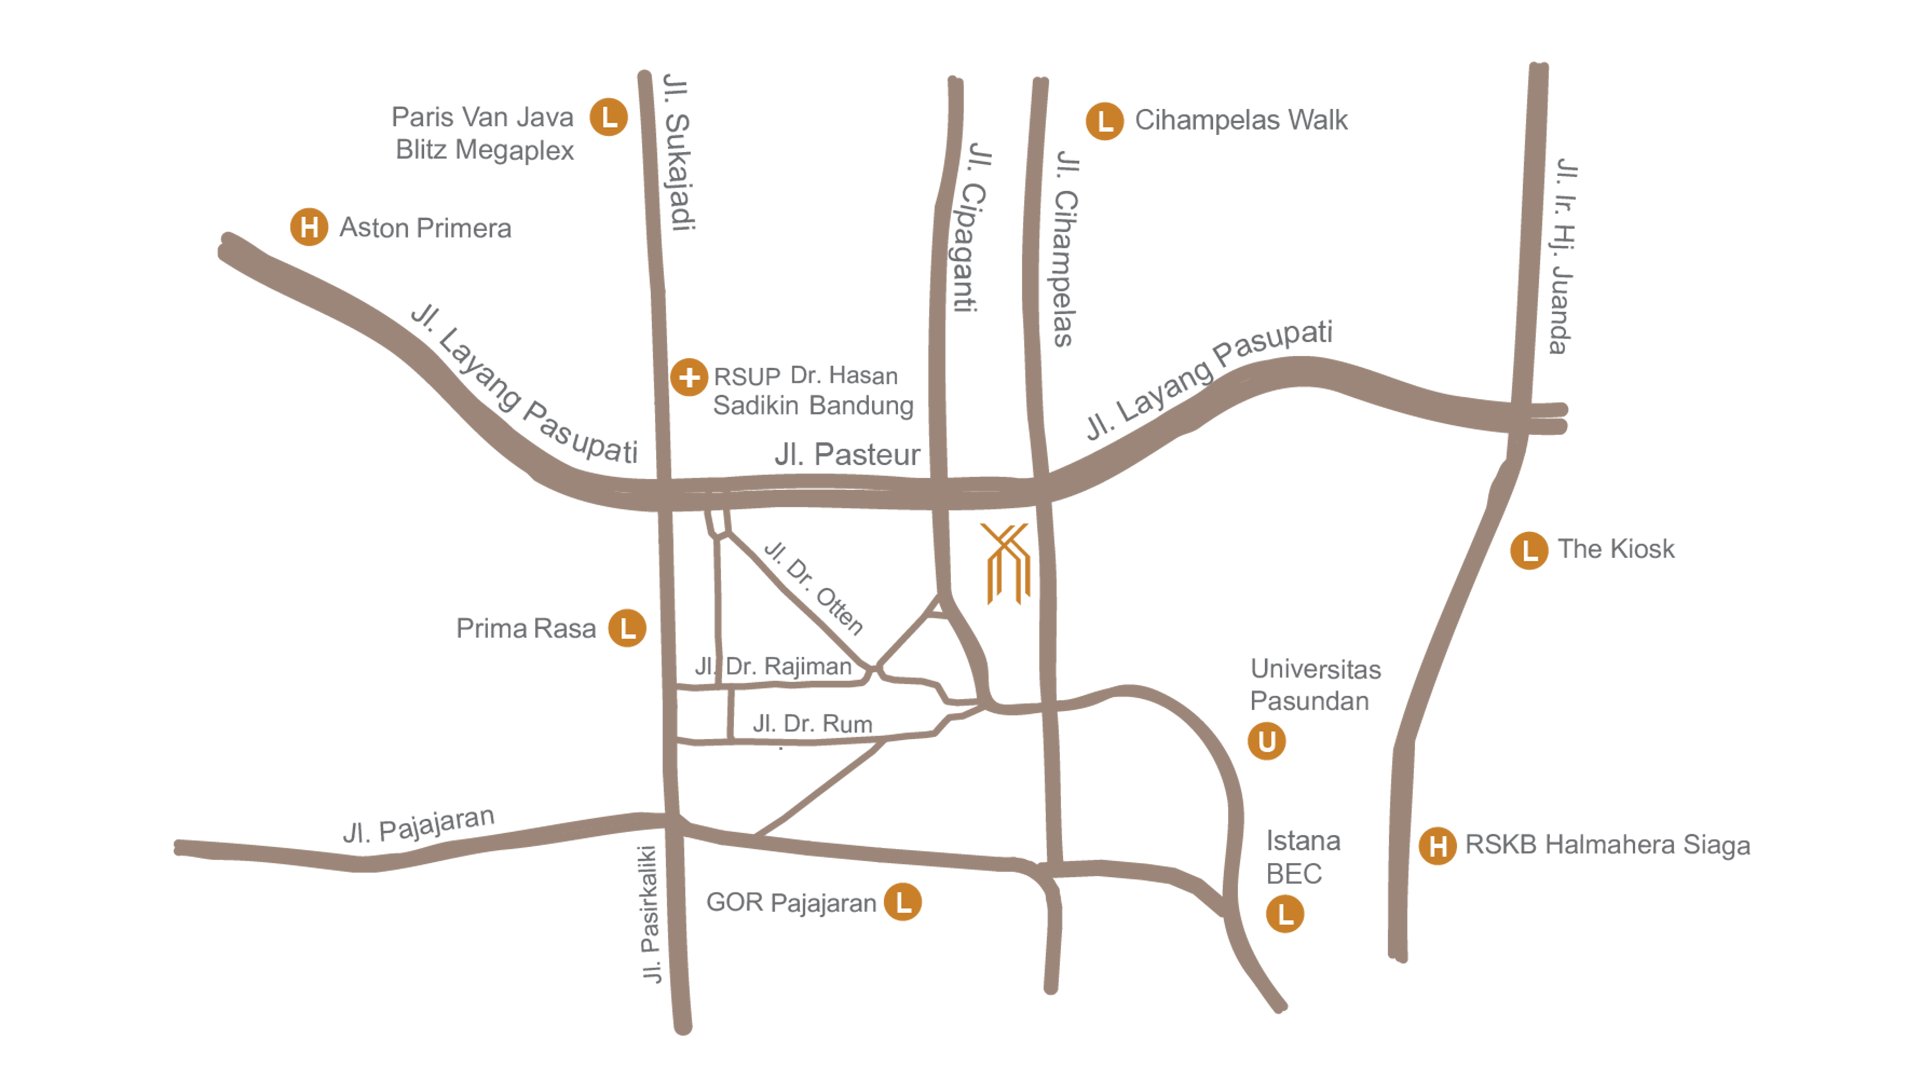 Paris Van Java
Blitz Megaplex
L
Jl. Sukajadi
L
Cihampelas Walk
H
Aston Primera
Jl. Cipaganti
Jl. Cihampelas
Jl. Ir. Hj. Juanda
Jl. Layang Pasupati
+
RSUP Dr. Hasan
Sadikin Bandung
Jl. Pasteur
Jl. Layang Pasupati
L
The Kiosk
Jl. Dr. Otten
Prima Rasa
L
Jl. Dr. Rajiman
Jl. Dr. Rum
Universitas
Pasundan
U
Jl. Pajajaran
Jl. Pasirkaliki
GOR Pajajaran
L
Istana
BEC
L
H
RSKB Halmahera Siaga